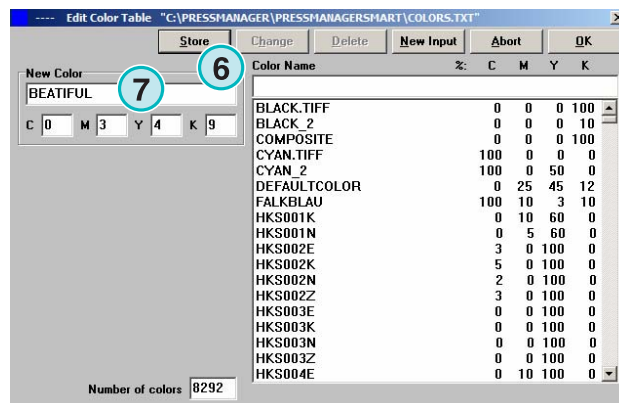 ---- Edit Color Table "C:\PRESSMANAGER\PRESSMANAGERSMART\COLORS.TXT"
Store Change Delete New Input Abort OK
6
New Color
Color Name %: C M Y K
BEATIFUL
7
C 0 M 3 Y 4 K 9
BLACK.TIFF 0 0 0 100
BLACK_2 0 0 0 10
COMPOSITE 0 0 0 100
CYAN.TIFF 100 0 0 0
CYAN_2 100 0 50 0
DEFAULTCOLOR 0 25 45 12
FALKBLAU 100 10 3 10
HKS001K 0 10 60 0
HKS001N 0 5 60 0
HKS002E 3 0 100 0
HKS002K 5 0 100 0
HKS002N 2 0 100 0
HKS002Z 3 0 100 0
HKS003E 0 0 100 0
HKS003K 0 0 100 0
HKS003N 0 0 100 0
HKS003Z 0 0 100 0
HKS004E 0 10 100 0
Number of colors 8292